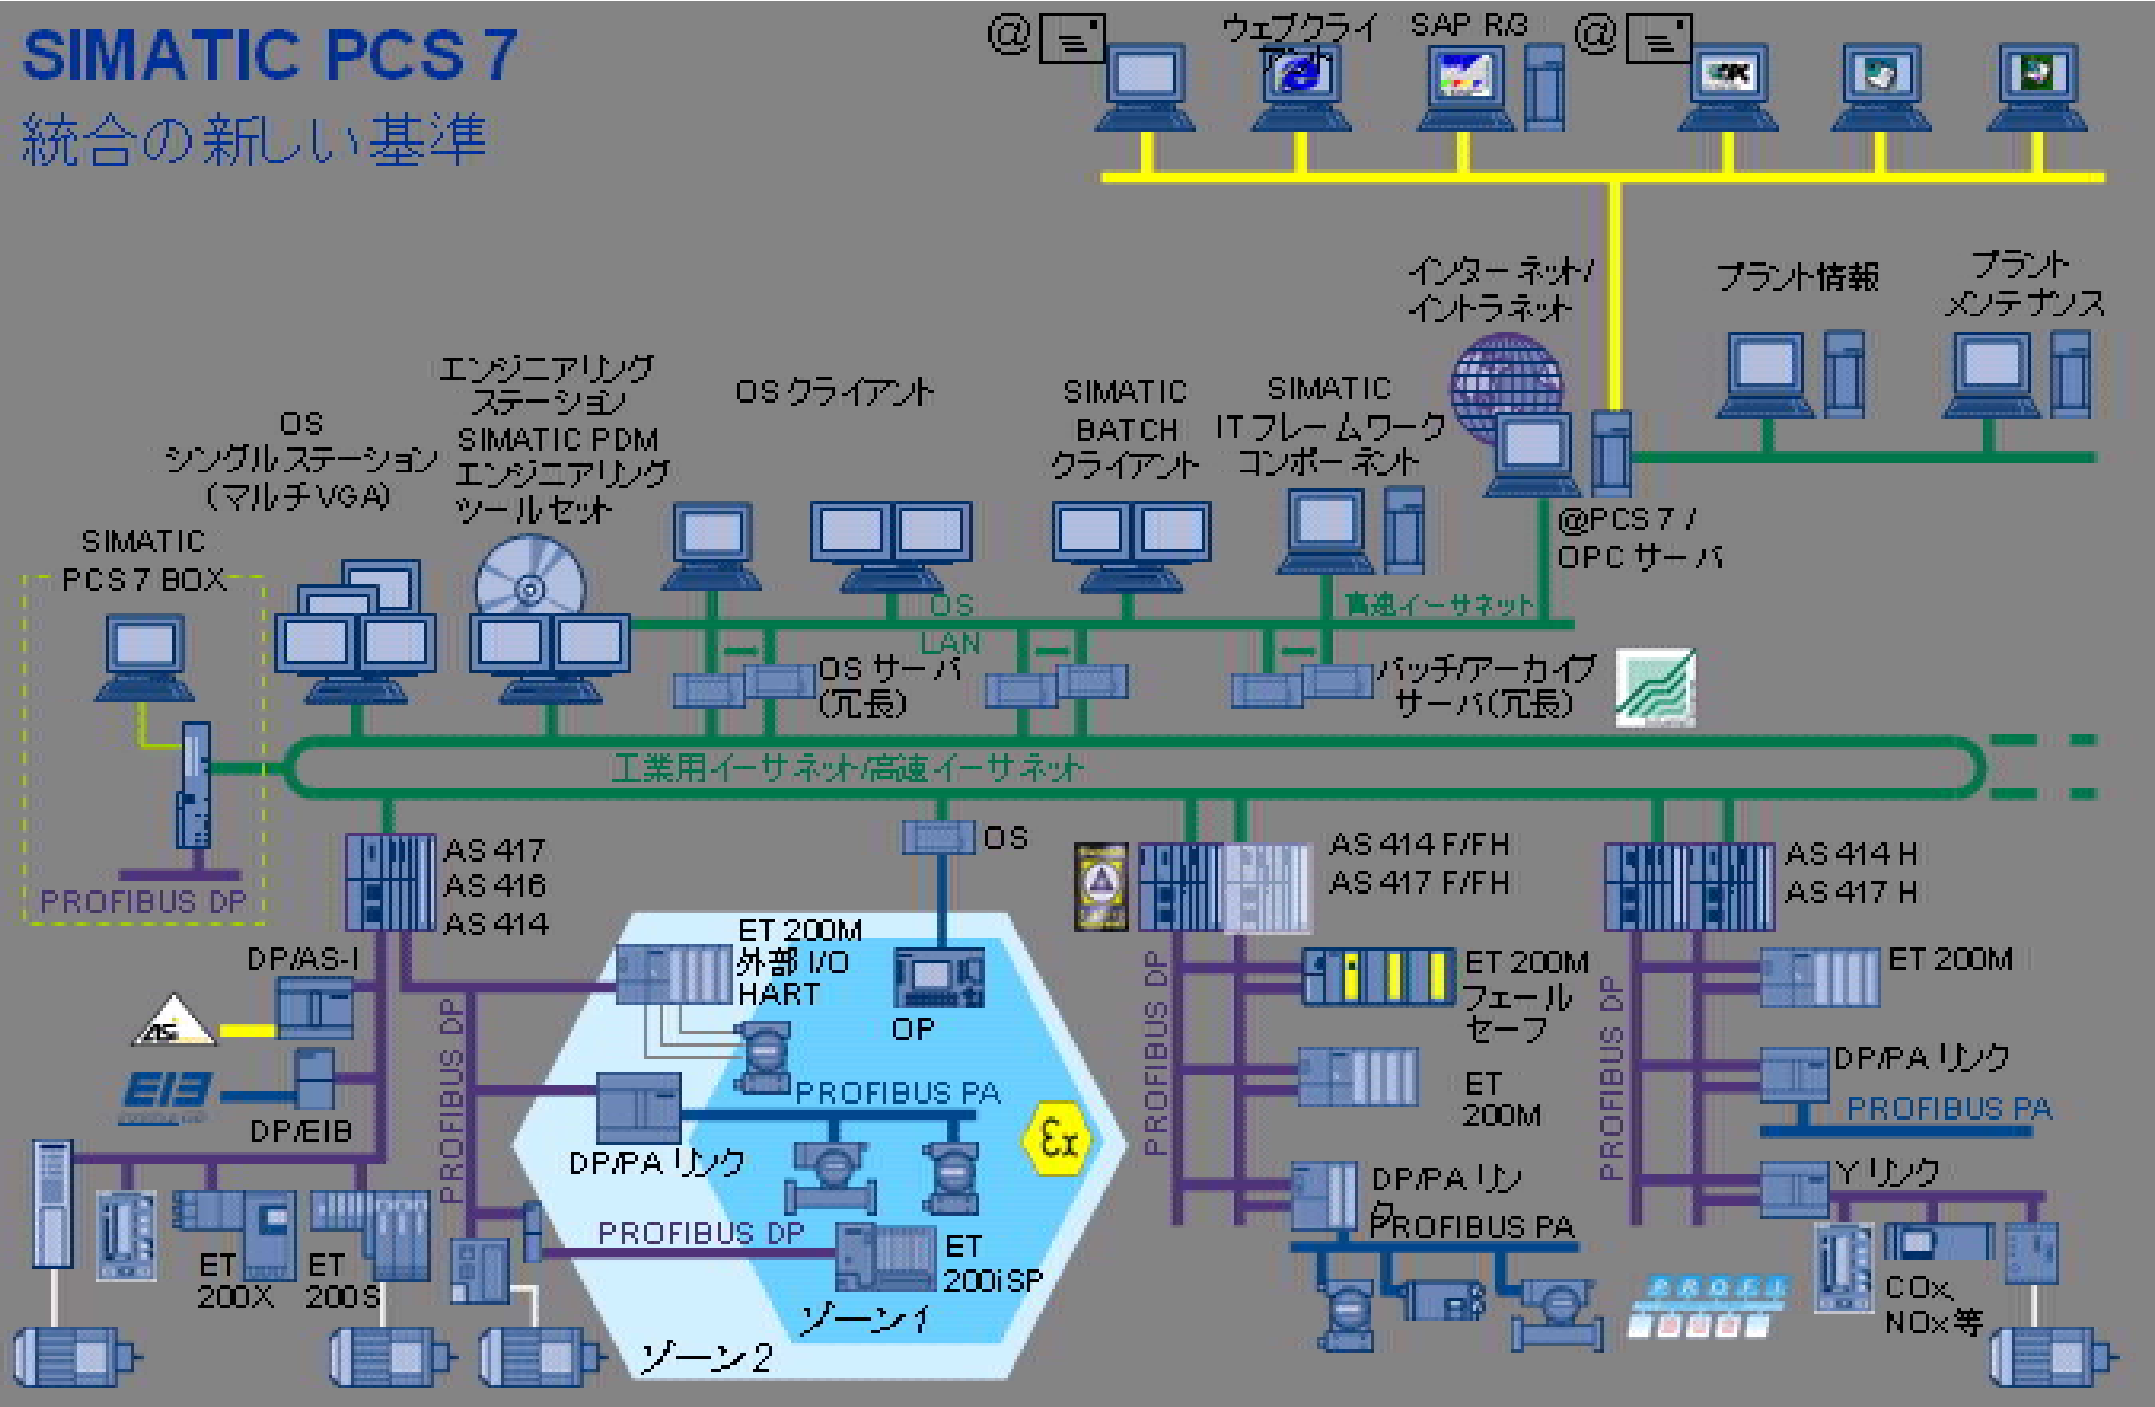 SIMATIC PCS 7
統合の新しい基準
@
ウェブクライ
アント
SAP R/3
@
インターネット/
イントラネット
プラント情報
プラント
メンテナンス
エンジニアリング
ステーション
SIMATIC PDM
エンジニアリング
ツールセット
OS クライアント
SIMATIC
BATCH
クライアント
SIMATIC
IT フレームワーク
コンポーネント
OS
シングルステーション
(マルチVGA)
SIMATIC
PCS 7 BOX
@PCS 7 /
OPC サーバ
OS
LAN
高速イーサネット
OS サーバ
(冗長)
バッチ/アーカイブ
サーバ(冗長)
工業用イーサネット/高速イーサネット
PROFIBUS DP
AS 417
AS 416
AS 414
OS
AS 414 F/FH
AS 417 F/FH
AS 414 H
AS 417 H
DP/AS-I
ASi
EIB
DP/EIB
PROFIBUS DP
ET 200M
外部 I/O
HART
OP
PROFIBUS PA
DP/PA リンク
εx
PROFIBUS DP
ET
200iSP
ゾーン 1
ゾーン 2
ET
200X
ET
200S
PROFIBUS DP
ET 200M
フェール
セーフ
ET
200M
DP/PA リン
ク
PROFIBUS PA
PROFIBUS DP
ET 200M
DP/PA リンク
PROFIBUS PA
Y リンク
COx,
NOx 等